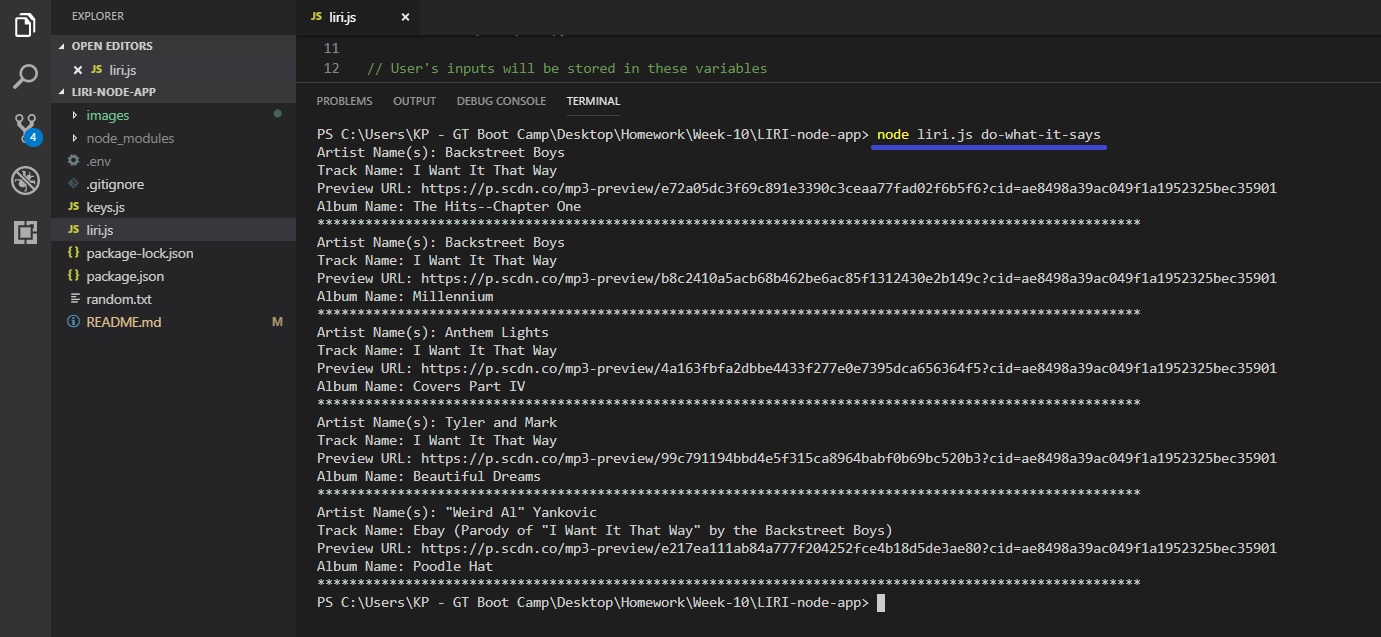 EXPLORER
OPEN EDITORS
JS liri.js
LIRI-NODE-APP
images
node_modules
.env
.gitignore
JS keys.js
JS liri.js
{} package-lock.json
{} package.json
random.txt
README.md M
4
JS liri.js
11
12 // User's inputs will be stored in these variables
PROBLEMS OUTPUT DEBUG CONSOLE TERMINAL
PS C:\Users\KP - GT Boot Camp\Desktop\Homework\Week-10\LIRI-node-app> node liri.js do-what-it-says
Artist Name(s): Backstreet Boys
Track Name: I Want It That Way
Preview URL: https://p.scdn.co/mp3-preview/e72a05dc3f69c891e3390c3ceaa77fad02f6b5f6?cid=ae8498a39ac049f1a1952325bec35901
Album Name: The Hits--Chapter One
*******************************************************************************************************
Artist Name(s): Backstreet Boys
Track Name: I Want It That Way
Preview URL: https://p.scdn.co/mp3-preview/b8c2410a5acb68b462be6ac85f1312430e2b149c?cid=ae8498a39ac049f1a1952325bec35901
Album Name: Millennium
*******************************************************************************************************
Artist Name(s): Anthem Lights
Track Name: I Want It That Way
Preview URL: https://p.scdn.co/mp3-preview/4a163fbfa2dbbe4433f277e0e7395dca656364f5?cid=ae8498a39ac049f1a1952325bec35901
Album Name: Covers Part IV
*******************************************************************************************************
Artist Name(s): Tyler and Mark
Track Name: I Want It That Way
Preview URL: https://p.scdn.co/mp3-preview/99c791194bbd4e5f315ca8964babf0b69bc520b3?cid=ae8498a39ac049f1a1952325bec35901
Album Name: Beautiful Dreams
*******************************************************************************************************
Artist Name(s): "Weird Al" Yankovic
Track Name: Ebay (Parody of "I Want It That Way" by the Backstreet Boys)
Preview URL: https://p.scdn.co/mp3-preview/e217ea111ab84a777f204252fce4b18d5de3ae80?cid=ae8498a39ac049f1a1952325bec35901
Album Name: Poodle Hat
*******************************************************************************************************
PS C:\Users\KP - GT Boot Camp\Desktop\Homework\Week-10\LIRI-node-app>